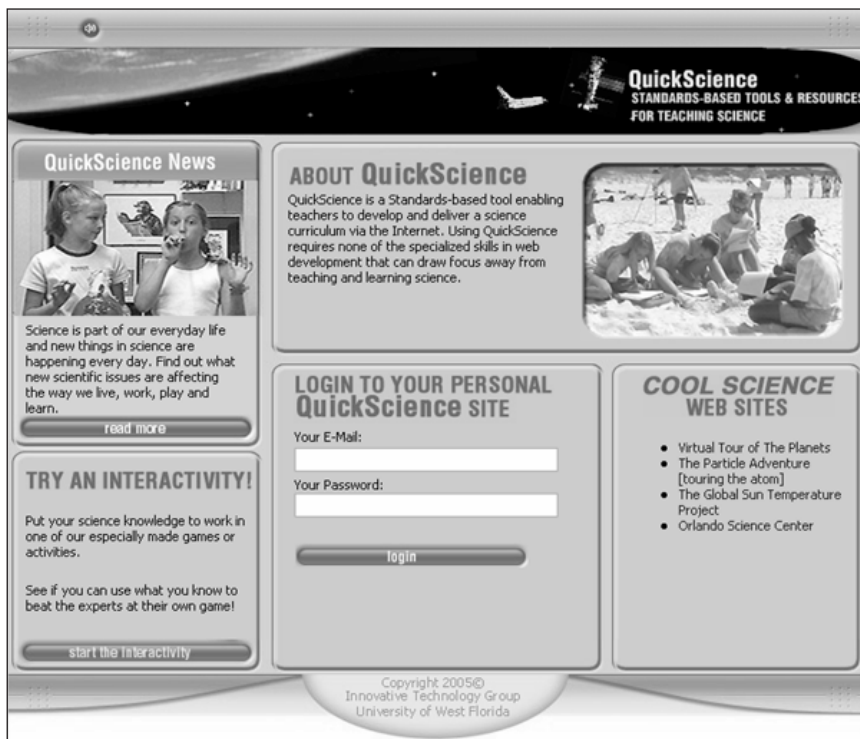 QuickScience
STANDARDS-BASED TOOLS & RESOURCES
FOR TEACHING SCIENCE
QuickScience News
Science is part of our everyday life
and new things in science are
happening every day. Find out what
new scientific issues are affecting
the way we live, work, play and
learn.
read more
TRY AN INTERACTIVITY!
Put your science knowledge to work in
one of our especially made games or
activities.
See if you can use what you know to
beat the experts at their own game!
start the interactivity
ABOUT QuickScience
QuickScience is a Standards-based tool enabling
teachers to develop and deliver a science
curriculum via the Internet. Using QuickScience
requires none of the specialized skills in web
development that can draw focus away from
teaching and learning science.
LOGIN TO YOUR PERSONAL
QuickScience SITE
Your E-Mail:
Your Password:
login
COOL SCIENCE
WEB SITES
• Virtual Tour of The Planets
• The Particle Adventure
[touring the atom]
• The Global Sun Temperature
Project
• Orlando Science Center
Copyright 2005©
Innovative Technology Group
University of West Florida